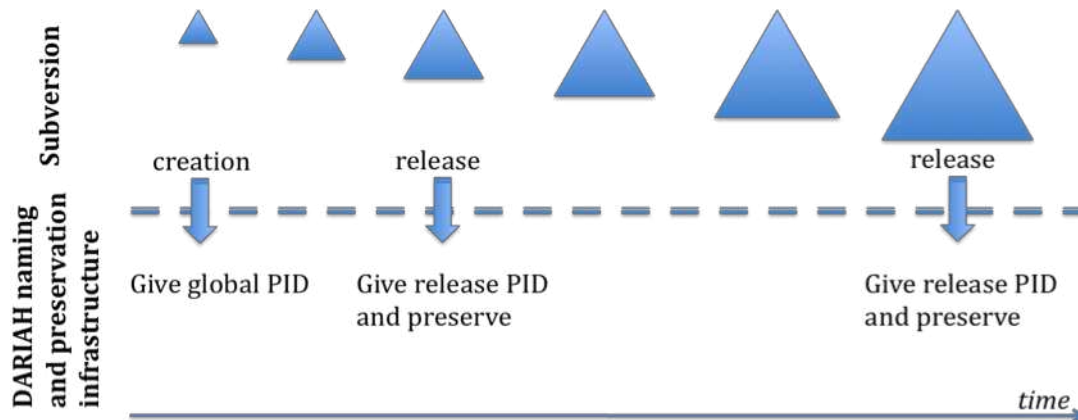 Subversion
creation
release
release
DARIAH naming
and preservation
infrastructure
Give global PID
Give release PID
and preserve
Give release PID
and preserve
time